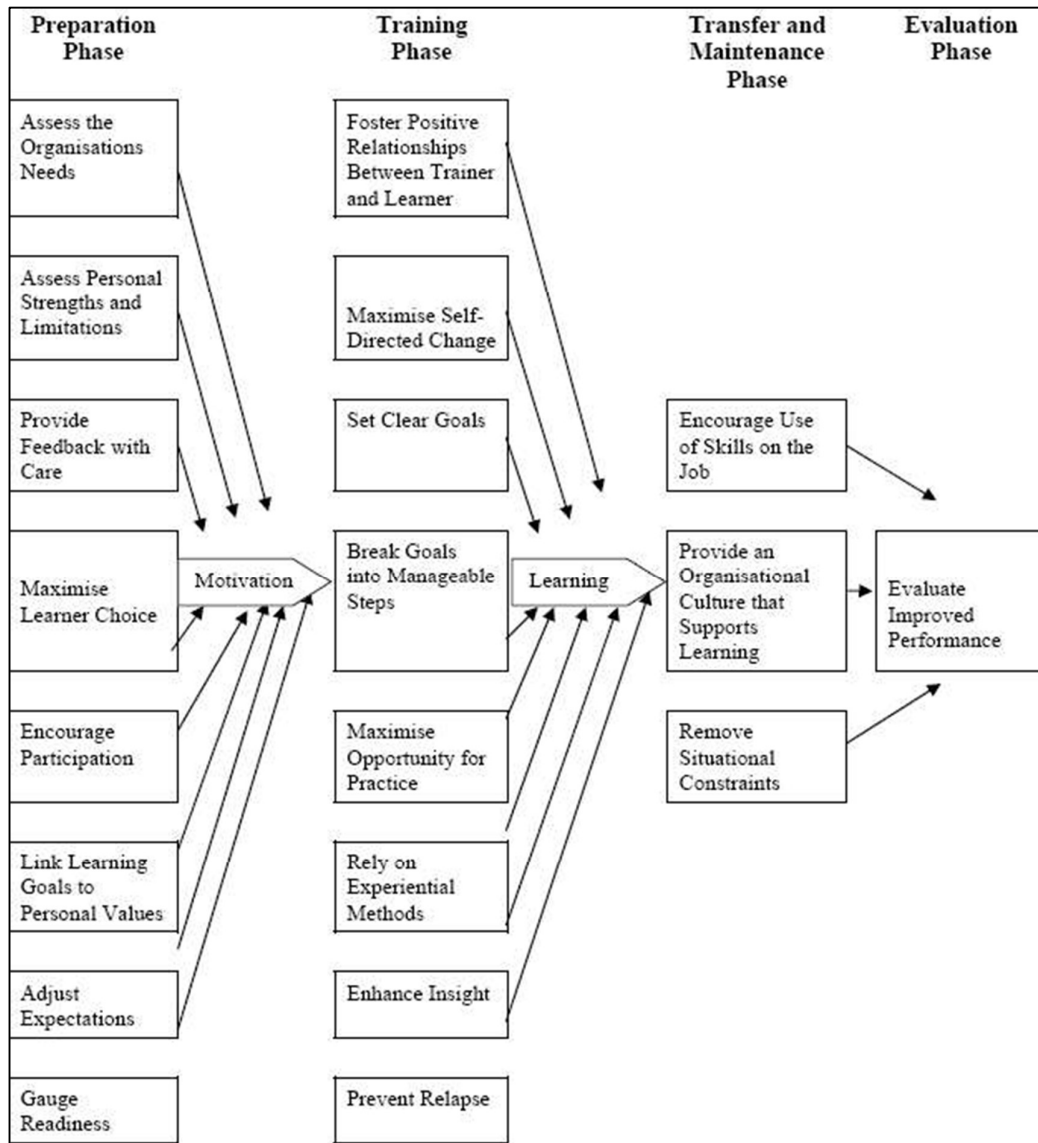 Preparation
Phase
Training
Phase
Transfer and
Maintenance
Phase
Evaluation
Phase
Assess the
Organisations
Needs
Assess Personal
Strengths and
Limitations
Provide
Feedback with
Care
Maximise
Learner Choice
Encourage
Participation
Link Learning
Goals to
Personal Values
Adjust
Expectations
Gauge
Readiness
Motivation
Foster Positive
Relationships
Between Trainer
and Learner
Maximise Self-
Directed Change
Set Clear Goals
Break Goals
into Manageable
Steps
Maximise
Opportunity for
Practice
Rely on
Experiential
Methods
Enhance Insight
Prevent Relapse
Learning
Encourage Use
of Skills on the
Job
Provide an
Organisational
Culture that
Supports
Learning
Remove
Situational
Constraints
Evaluate
Improved
Performance